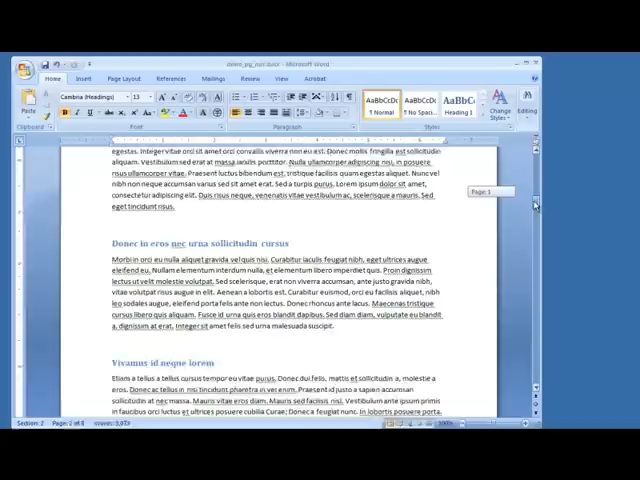 demo_pg_nun.docx - Microsoft Word
Home Insert Page Layout References Mailings Review View Acrobat
Cambria (Headings) 13
AaBbCcDc AaBbCcDc AaBbC
Paste ¶ Normal ¶ No Spaci... Heading 1 Change Styles Editing
Clipboard Font Paragraph Styles
egestas. Integer vitae orci sit amet orci convallis viverra non eu est. Donec mollis fringilla est sollicitudin
aliquam. Vestibulum sed erat at massa iaculis porttitor. Nulla ullamcorper adipiscing nisi, in posuere
risus ullamcorper vitae. Praesent luctus bibendum est, tristique quam egestas aliquet. Nunc vel
nibh non neque accumsan varius sed sit amet erat. Sed a turpis purus. Lorem ipsum dolor sit amet,
consectetur adipiscing elit. Duis risus neque, venenatis vitae vestibulum ac, scelerisque a mauris. Sed
eget tincidunt risus.
Page: 1
Donec in eros nec urna sollicitudin cursus
Morbi in orci eu nulla aliquet gravida vel quis nisi. Curabitur iaculis feugiat nibh, eget ultrices augue
eleifend eu. Nullam elementum interdum nulla, et elementum libero imperdiet quis. Proin dignissim
lectus ut velit molestie volutpat. Sed scelerisque, erat non viverra accumsan, ante justo gravida nibh,
vitae volutpat risus augue in elit. Aenean a lobortis est. Curabitur euismod, orci eu facilisis aliquet, nibh
leo sodales augue, eleifend porta felis ante non lectus. Donec rhoncus ante lacus. Maecenas tristique
cursus libero quis aliquam. Fusce id urna quis eros blandit malesuada. Sed diam diam, vulputate eu blandit
a, dignissim at erat. Integer sit amet felis sed urna malesuada suscipit.
Vivamus id neque lorem
Etiam a tellus a tellus cursus tempor eu vitae purus. Donec dui felis, mattis et sollicitudin a, molestie a
eros. Donec ac tellus in nisi tincidunt pharetra in vitae enim. Praesent at justo a sapien accumsan
sollicitudin at nec massa. Mauris vitae eros diam. Mauris sed facilisis nisl. Vestibulum ante ipsum primis
in faucibus orci luctus et ultrices posuere cubilia Curae; Donec a feugiat nunc. In lobortis posuere porta.
Section: 2 Page: 2 of 8 Words: 3,073 100%